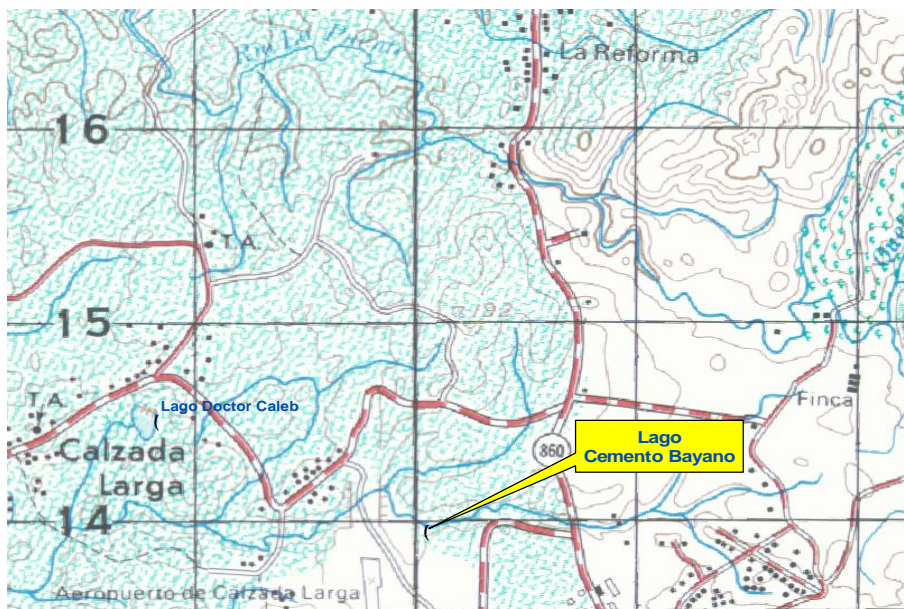 La Reforma
16
T.A.
792
15
Lago Doctor Caleb
T.A.
Finca
Calzada
Larga
860
Lago
Cemento Bayano
14
Aeropuerto de Calzada Larga